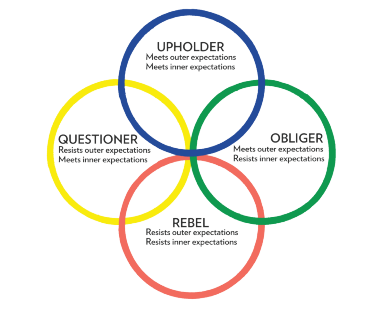 UPHOLDER
Meets outer expectations
Meets inner expectations
QUESTIONER
Resists outer expectations
Meets inner expectations
OBLIGER
Meets outer expectations
Resists inner expectations
REBEL
Resists outer expectations
Resists inner expectations